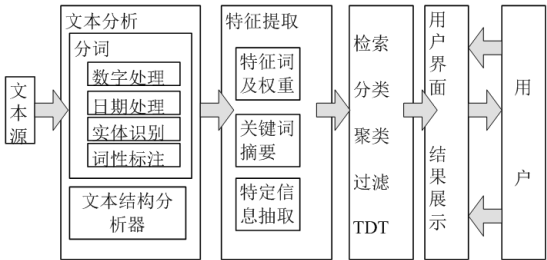 文本源
文本分析
分词
数字处理
日期处理
实体识别
词性标注
文本结构分
析器
特征提取
特征词
及权重
关键词
摘要
特定信
息抽取
检索
分类
聚类
过滤
TDT
用户界面
结果展示
用户